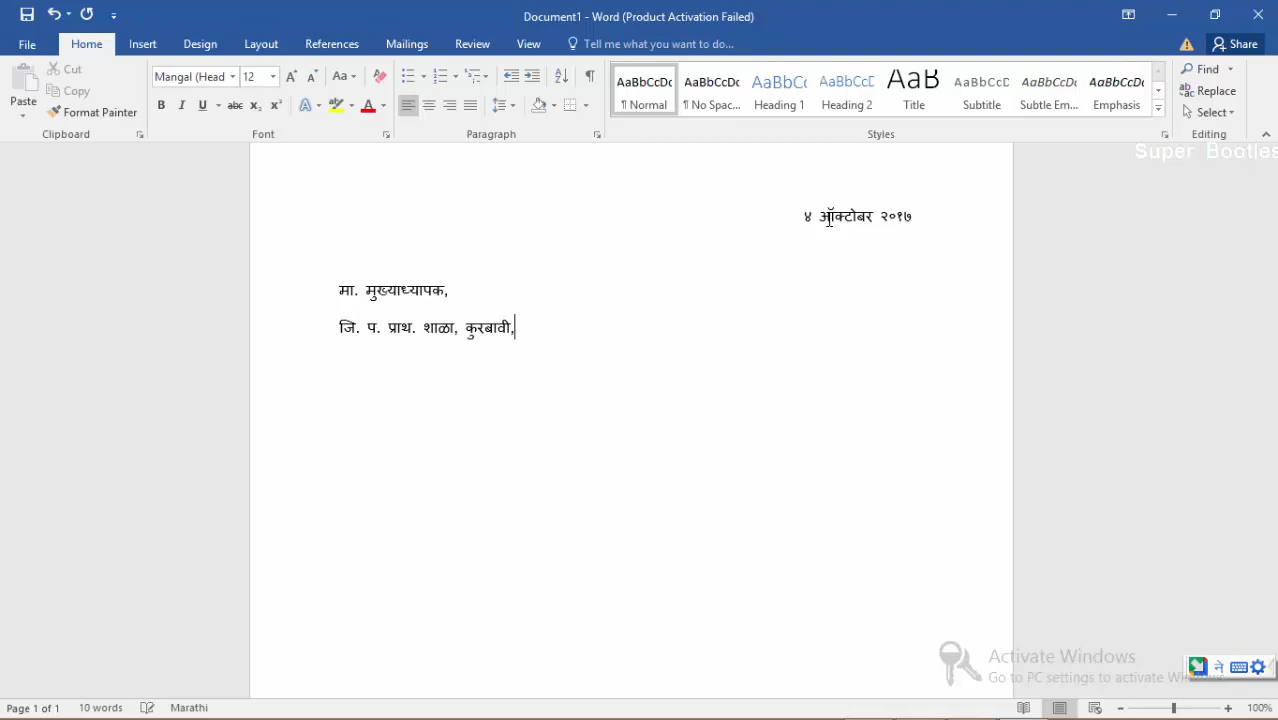 Document1 - Word (Product Activation Failed)
File Home Insert Design Layout References Mailings Review View Tell me what you want to do... Share
Paste Cut Copy Format Painter
Mangal (Head 12 Aa
B I U abc x₂ x² A A
AaBbCcDc AaBbCcDc AaBbCc AaBbCcD AaB AaBbCcD AaBbCcDc AaBbCcDc
¶ Normal ¶ No Spac... Heading 1 Heading 2 Title Subtitle Subtle Em... Emphasis
Find Replace Select
Clipboard Font Paragraph Styles Editing
Super Bootles
४ ऑक्टोबर २०१७
मा. मुख्याध्यापक,
जि. प. प्राथ. शाळा, कुरबावी,
Activate Windows
Go to PC settings to activate Windows.
ने
Page 1 of 1 10 words Marathi 100%